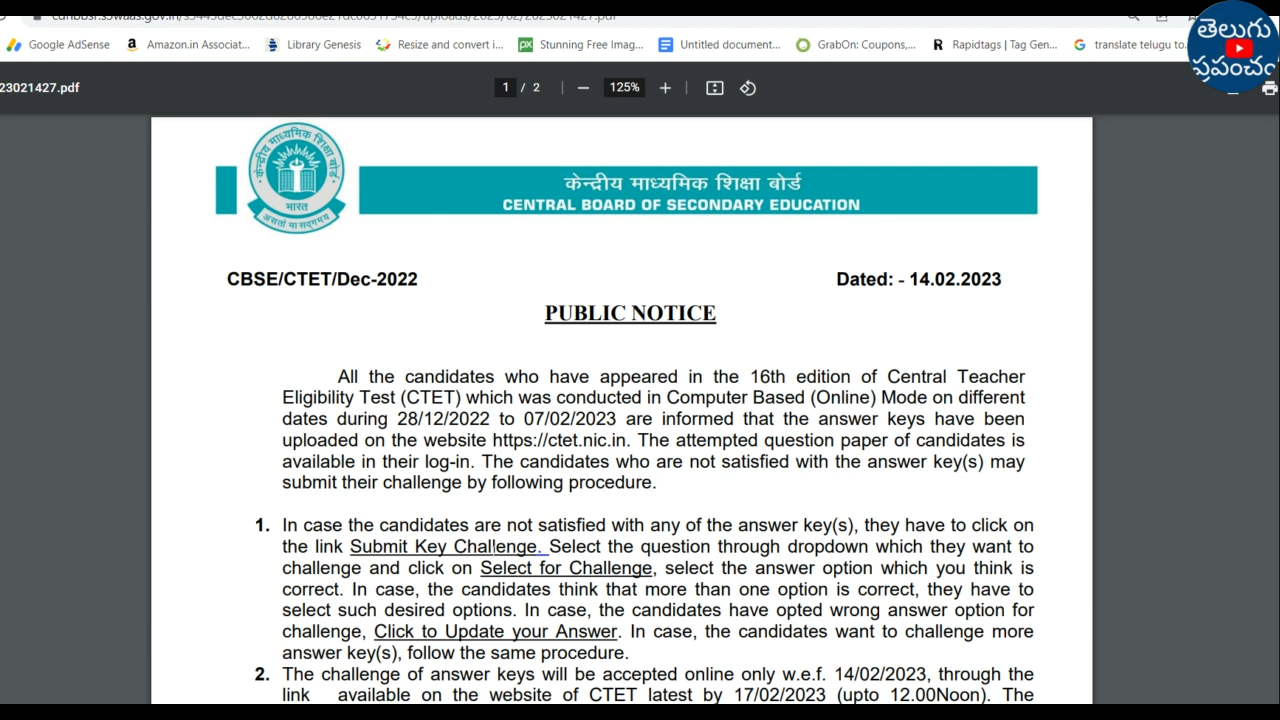 Google AdSense Amazon.in Associat... Library Genesis Resize and convert i... Stunning Free Imag... Untitled document... GrabOn: Coupons,... Rapidtags | Tag Gen... translate telugu to...
తెలుగు
ప్రపంచం
23021427.pdf 1 / 2 125%
केन्द्रीय माध्यमिक शिक्षा बोर्ड
भारत
असतो मा सद्गमय
केन्द्रीय माध्यमिक शिक्षा बोर्ड
CENTRAL BOARD OF SECONDARY EDUCATION
CBSE/CTET/Dec-2022 Dated: - 14.02.2023
PUBLIC NOTICE
All the candidates who have appeared in the 16th edition of Central Teacher
Eligibility Test (CTET) which was conducted in Computer Based (Online) Mode on different
dates during 28/12/2022 to 07/02/2023 are informed that the answer keys have been
uploaded on the website https://ctet.nic.in. The attempted question paper of candidates is
available in their log-in. The candidates who are not satisfied with the answer key(s) may
submit their challenge by following procedure.
1. In case the candidates are not satisfied with any of the answer key(s), they have to click on
the link Submit Key Challenge. Select the question through dropdown which they want to
challenge and click on Select for Challenge, select the answer option which you think is
correct. In case, the candidates think that more than one option is correct, they have to
select such desired options. In case, the candidates have opted wrong answer option for
challenge, Click to Update your Answer. In case, the candidates want to challenge more
answer key(s), follow the same procedure.
2. The challenge of answer keys will be accepted online only w.e.f. 14/02/2023, through the
link available on the website of CTET latest by 17/02/2023 (upto 12.00Noon). The